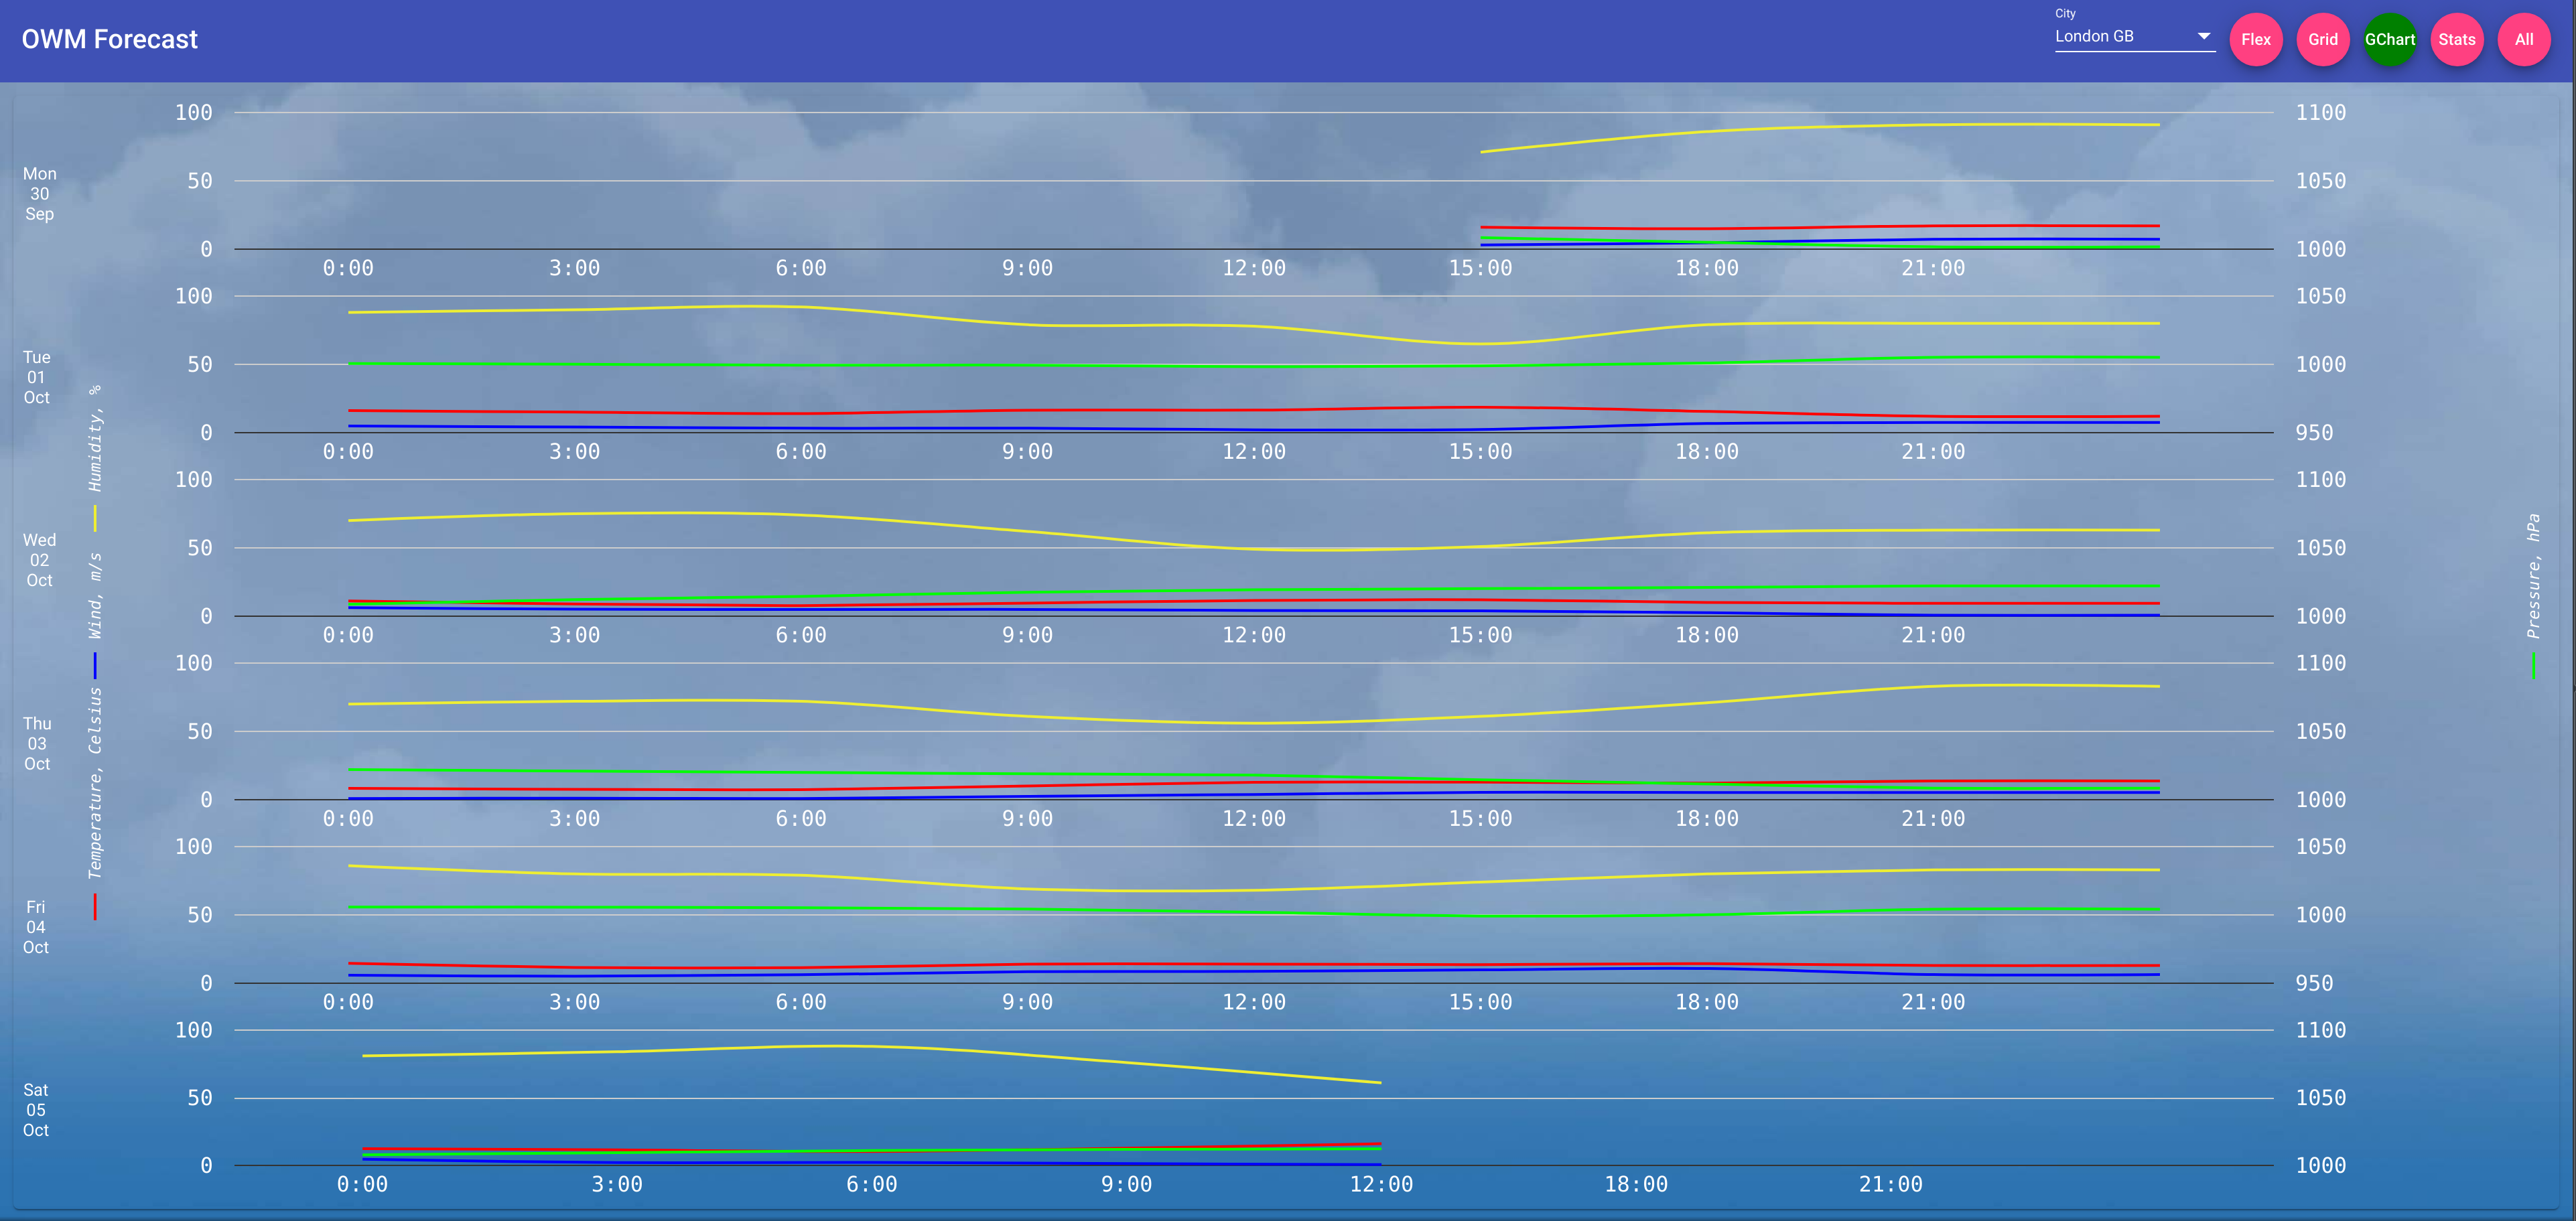 OWM Forecast
City
London GB
Flex
Grid
GChart
Stats
All
Mon
30
Sep
100
50
0
1100
1050
1000
0:00 3:00 6:00 9:00 12:00 15:00 18:00 21:00
Tue
01
Oct
100
50
0
1050
1000
950
0:00 3:00 6:00 9:00 12:00 15:00 18:00 21:00
Wed
02
Oct
100
50
0
1100
1050
1000
0:00 3:00 6:00 9:00 12:00 15:00 18:00 21:00
Thu
03
Oct
100
50
0
1100
1050
1000
0:00 3:00 6:00 9:00 12:00 15:00 18:00 21:00
Fri
04
Oct
100
50
0
1050
1000
950
0:00 3:00 6:00 9:00 12:00 15:00 18:00 21:00
Sat
05
Oct
100
50
0
1100
1050
1000
0:00 3:00 6:00 9:00 12:00 18:00 21:00
Temperature, Celsius
Wind, m/s
Humidity, %
Pressure, hPa